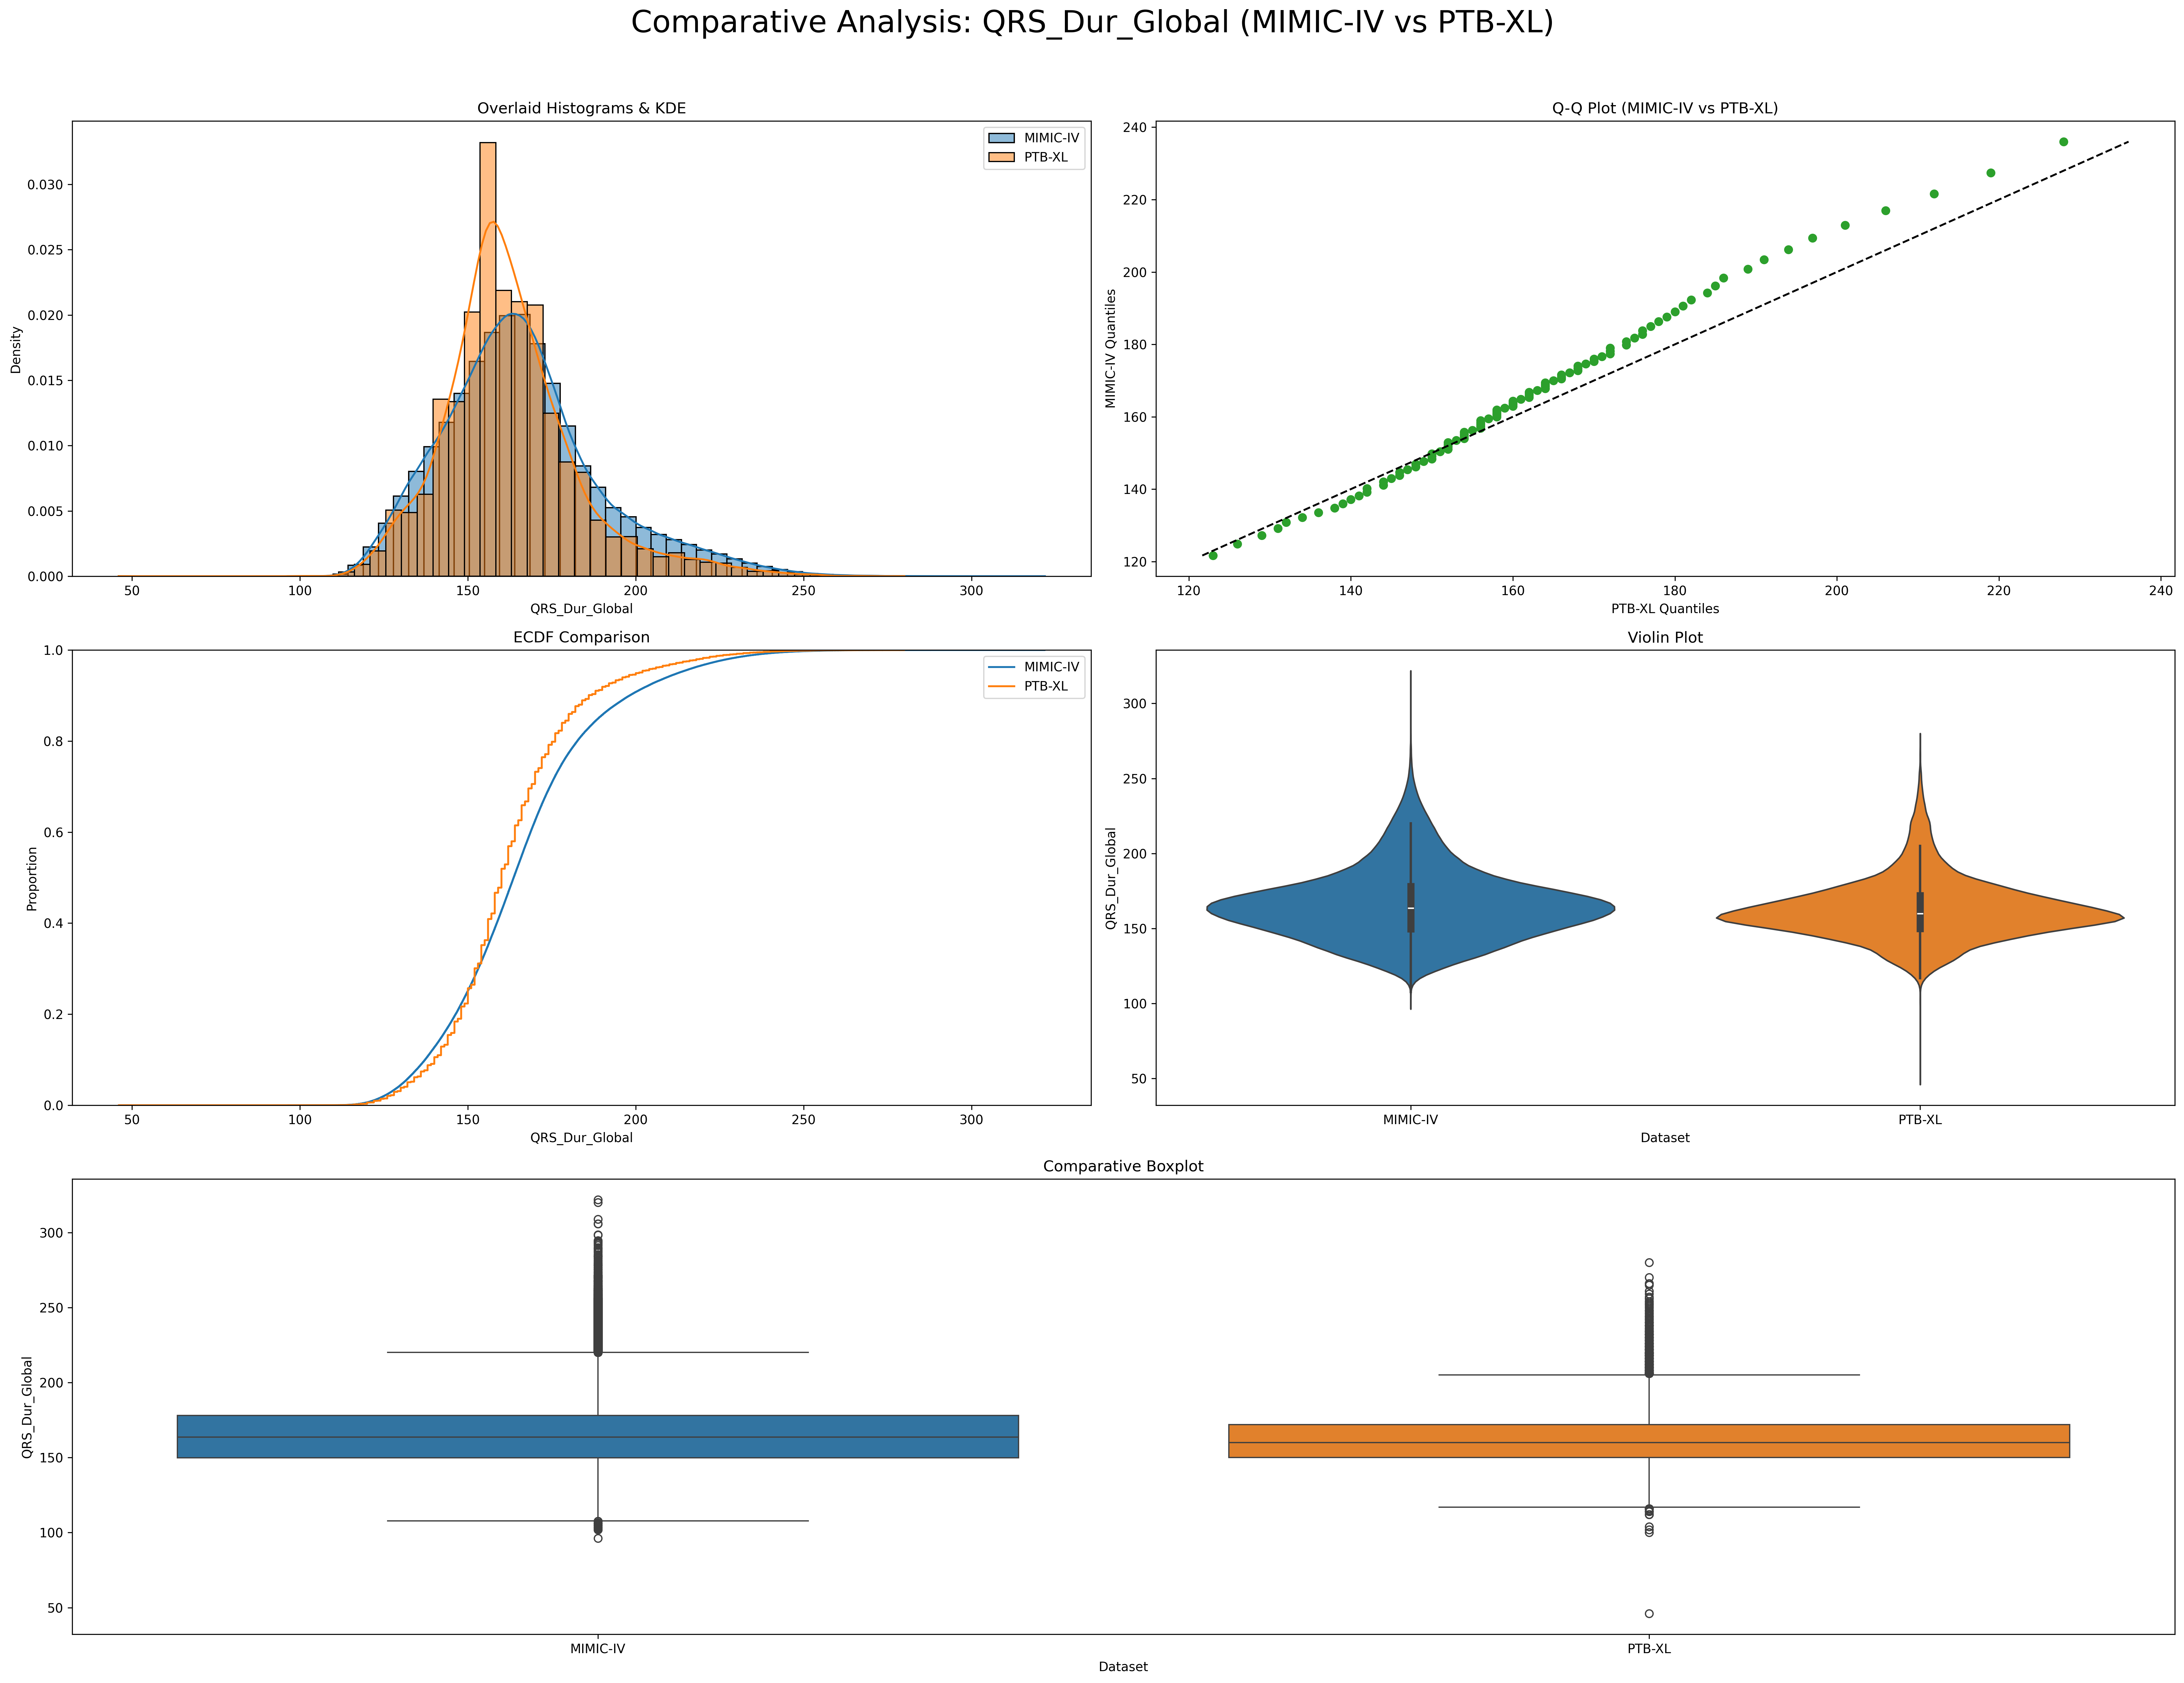 Comparative Analysis: QRS_Dur_Global (MIMIC-IV vs PTB-XL)
Overlaid Histograms & KDE
MIMIC-IV
PTB-XL
0.030
0.025
0.020
0.015
0.010
0.005
0.000
Density
50 100 150 200 250 300
QRS_Dur_Global
Q-Q Plot (MIMIC-IV vs PTB-XL)
240
220
200
180
160
140
120
MIMIC-IV Quantiles
120 140 160 180 200 220 240
PTB-XL Quantiles
ECDF Comparison
MIMIC-IV
PTB-XL
1.0
0.8
0.6
0.4
0.2
0.0
Proportion
50 100 150 200 250 300
QRS_Dur_Global
Violin Plot
300
250
200
150
100
50
QRS_Dur_Global
MIMIC-IV PTB-XL
Dataset
Comparative Boxplot
300
250
200
150
100
50
QRS_Dur_Global
MIMIC-IV PTB-XL
Dataset